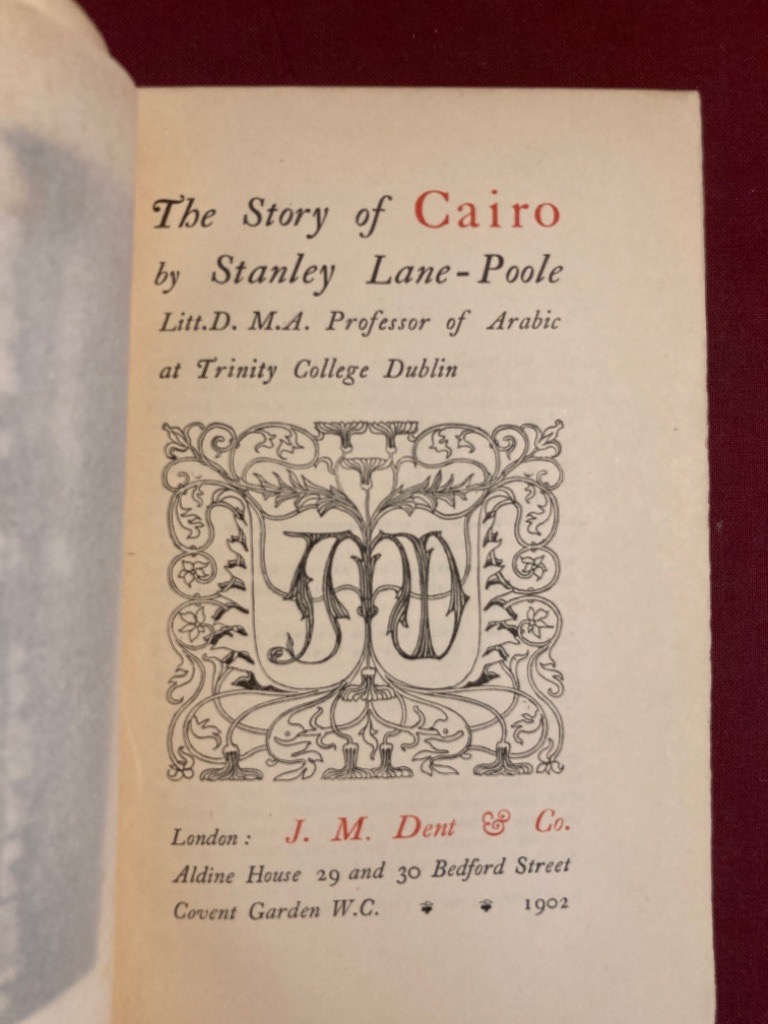 The Story of Cairo
by Stanley Lane-Poole
Litt.D. M.A. Professor of Arabic
at Trinity College Dublin
JMD
London: J. M. Dent & Co.
Aldine House 29 and 30 Bedford Street
Covent Garden W.C. 1902